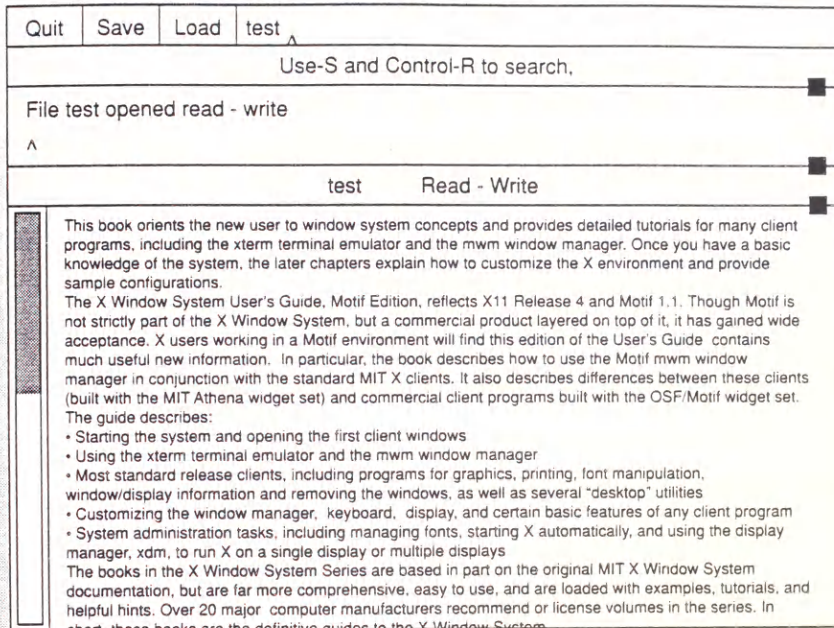 Quit Save Load test
^
Use-S and Control-R to search,
File test opened read - write
^
test Read - Write
This book orients the new user to window system concepts and provides detailed tutorials for many client
programs, including the xterm terminal emulator and the mwm window manager. Once you have a basic
knowledge of the system, the later chapters explain how to customize the X environment and provide
sample configurations.
The X Window System User's Guide, Motif Edition, reflects X11 Release 4 and Motif 1.1. Though Motif is
not strictly part of the X Window System, but a commercial product layered on top of it, it has gained wide
acceptance. X users working in a Motif environment will find this edition of the User's Guide contains
much useful new information. In particular, the book describes how to use the Motif mwm window
manager in conjunction with the standard MIT X clients. It also describes differences between these clients
(built with the MIT Athena widget set) and commercial client programs built with the OSF/Motif widget set.
The guide describes:
• Starting the system and opening the first client windows
• Using the xterm terminal emulator and the mwm window manager
• Most standard release clients, including programs for graphics, printing, font manipulation,
window/display information and removing the windows, as well as several "desktop" utilities
• Customizing the window manager, keyboard, display, and certain basic features of any client program
• System administration tasks, including managing fonts, starting X automatically, and using the display
manager, xdm, to run X on a single display or multiple displays
The books in the X Window System Series are based in part on the original MIT X Window System
documentation, but are far more comprehensive, easy to use, and are loaded with examples, tutorials, and
helpful hints. Over 20 major computer manufacturers recommend or license volumes in the series. In
short, these books are the definitive guides to the X Window System